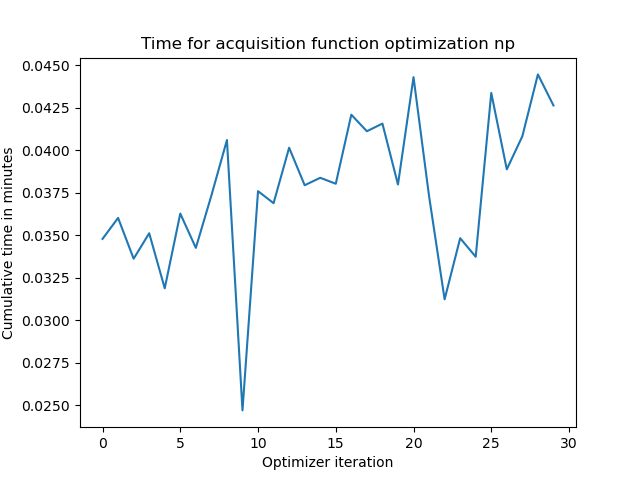 Time for acquisition function optimization np
Cumulative time in minutes
0.0450
0.0425
0.0400
0.0375
0.0350
0.0325
0.0300
0.0275
0.0250
0 5 10 15 20 25 30
Optimizer iteration